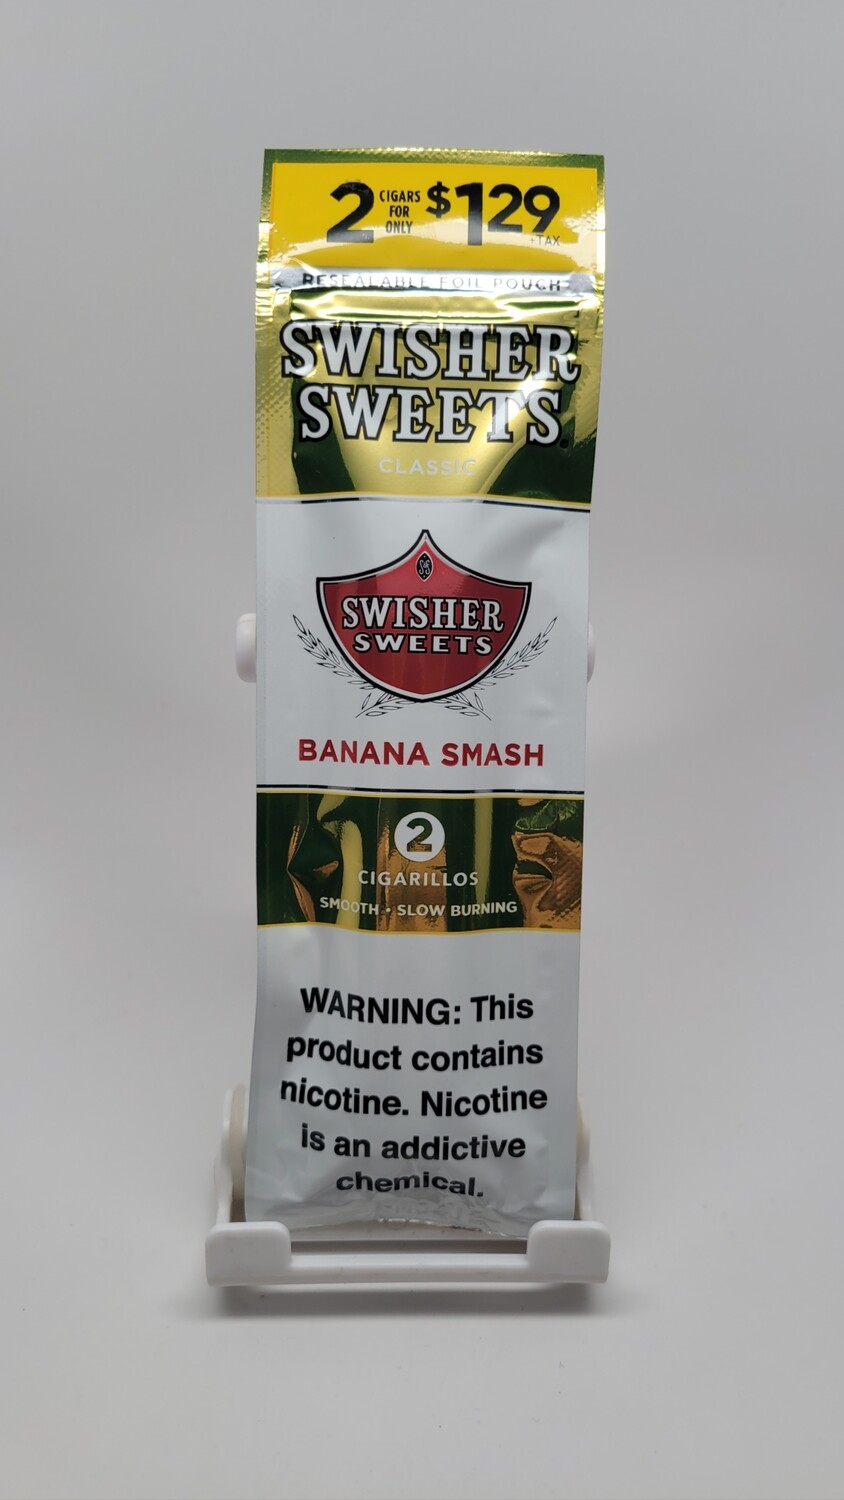 2 CIGARS FOR ONLY $1.29
+TAX
RESEALABLE FOIL POUCH
SWISHER
SWEETS
CLASSIC
S&S
SWISHER
SWEETS
BANANA SMASH
2
CIGARILLOS
SMOOTH • SLOW BURNING
WARNING: This
product contains
nicotine. Nicotine
is an addictive
chemical.